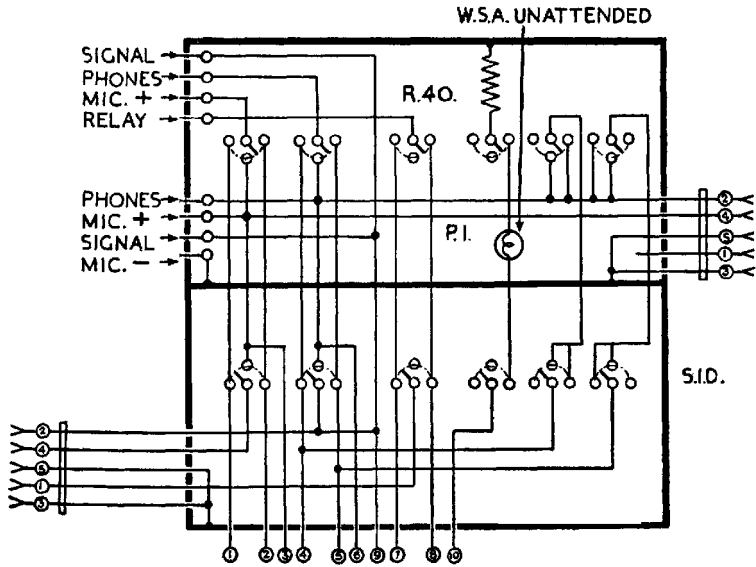 W.S.A. UNATTENDED
SIGNAL
PHONES
MIC. +
RELAY
R.40.
PHONES
MIC. +
SIGNAL
MIC. -
P.I.
2
4
5
1
3
S.I.D.
2
4
5
1
3
1 2 3 4 5 6 9 7 8 10